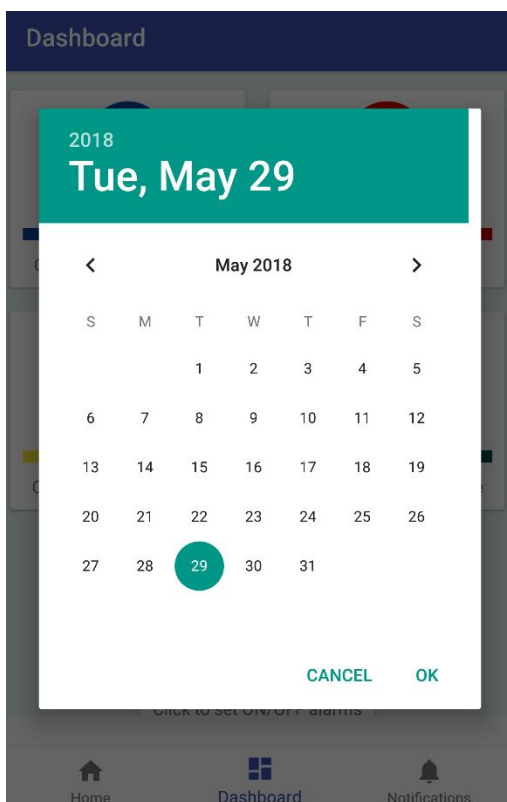 Dashboard
2018
Tue, May 29
May 2018
S M T W T F S
1 2 3 4 5
6 7 8 9 10 11 12
13 14 15 16 17 18 19
20 21 22 23 24 25 26
27 28 29 30 31
CANCEL OK
Click to set ON/OFF alarms
Home Dashboard Notifications